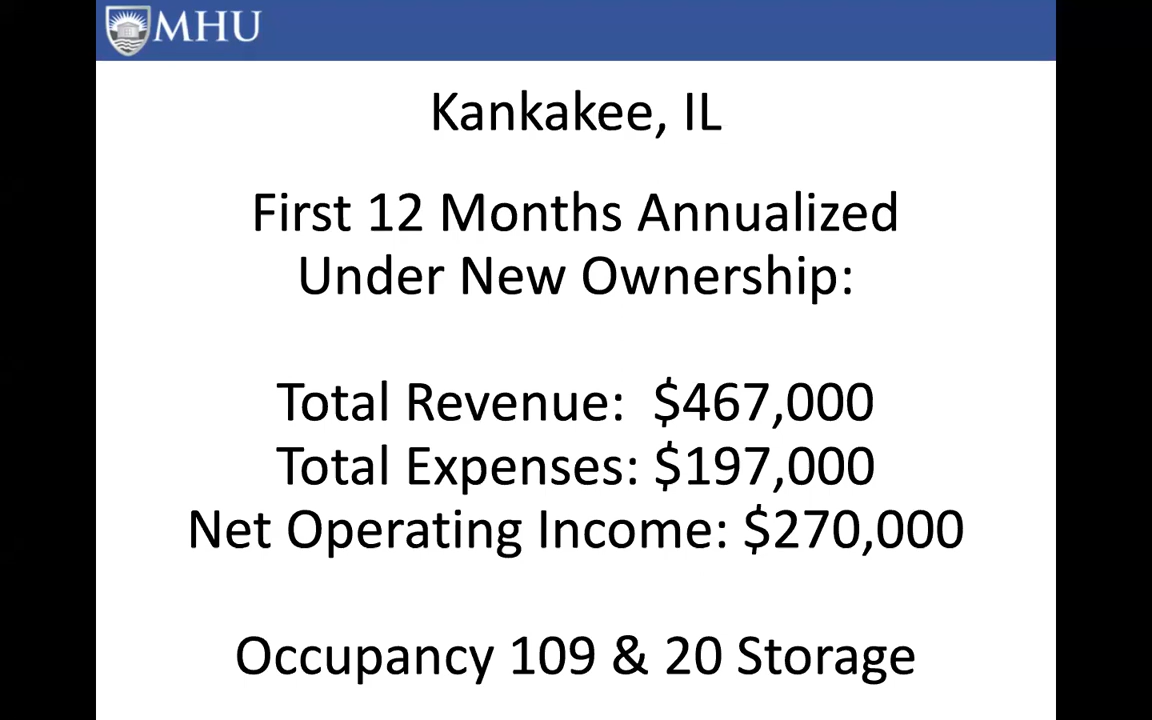 MHU
Kankakee, IL
First 12 Months Annualized
Under New Ownership:
Total Revenue:  $467,000
Total Expenses: $197,000
Net Operating Income: $270,000
Occupancy 109 & 20 Storage